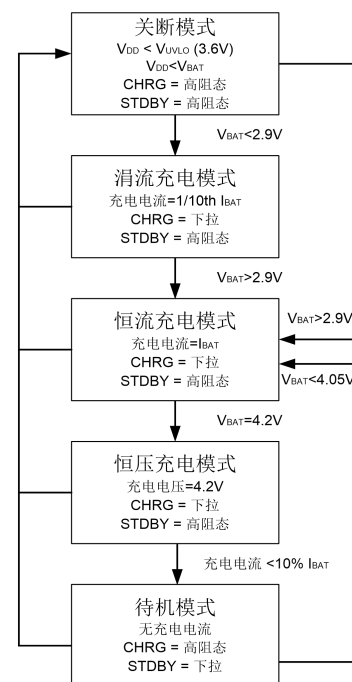 关断模式
VDD < VUVLO (3.6V)
VDD<VBAT
CHRG = 高阻态
STDBY = 高阻态
VBAT<2.9V
涓流充电模式
充电电流=1/10th IBAT
CHRG = 下拉
STDBY = 高阻态
VBAT>2.9V
恒流充电模式
充电电流=IBAT
CHRG = 下拉
STDBY = 高阻态
VBAT>2.9V
VBAT<4.05V
VBAT=4.2V
恒压充电模式
充电电压=4.2V
CHRG = 下拉
STDBY = 高阻态
充电电流 <10% IBAT
待机模式
无充电电流
CHRG = 高阻态
STDBY = 下拉